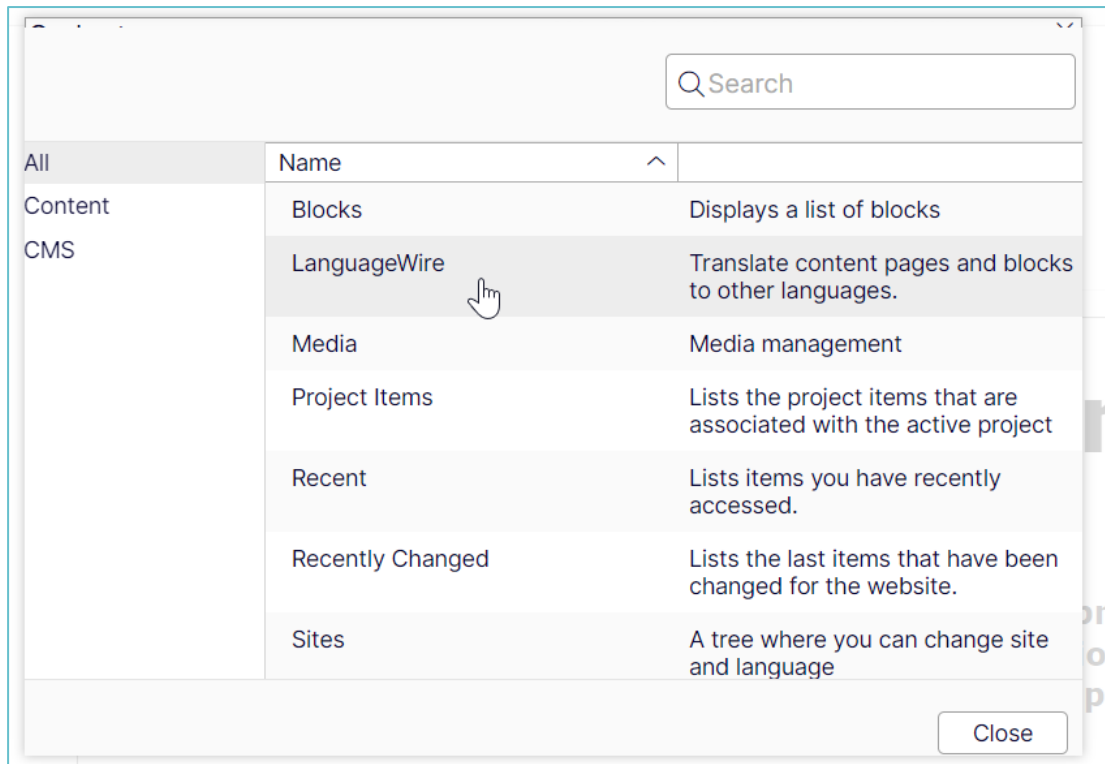 Search
All
Name
Content
Blocks
Displays a list of blocks
CMS
LanguageWire
Translate content pages and blocks
to other languages.
Media
Media management
Project Items
Lists the project items that are
associated with the active project
Recent
Lists items you have recently
accessed.
Recently Changed
Lists the last items that have been
changed for the website.
Sites
A tree where you can change site
and language
Close